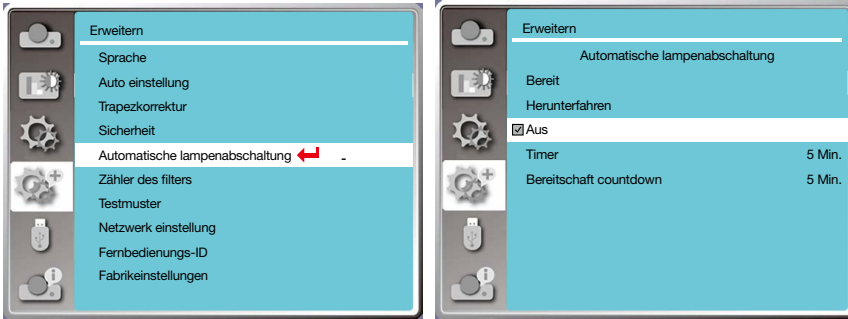 Erweitern
Sprache
Auto einstellung
Trapezkorrektur
Sicherheit
Automatische lampenabschaltung -
Zähler des filters
Testmuster
Netzwerk einstellung
Fernbedienungs-ID
Fabrikeinstellungen
Erweitern
Automatische lampenabschaltung
Bereit
Herunterfahren
Aus
Timer 5 Min.
Bereitschaft countdown 5 Min.